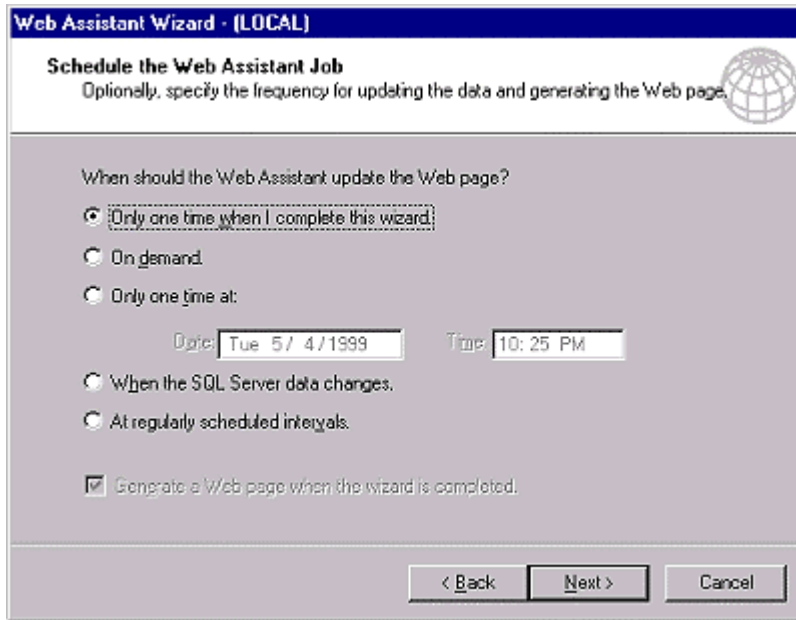 Web Assistant Wizard - (LOCAL)
Schedule the Web Assistant Job
Optionally, specify the frequency for updating the data and generating the Web page.
When should the Web Assistant update the Web page?
Only one time when I complete this wizard.
On demand.
Only one time at:
Date: Tue 5/ 4/1999 Time: 10: 25 PM
When the SQL Server data changes.
At regularly scheduled intervals.
Generate a Web page when the wizard is completed.
< Back Next > Cancel